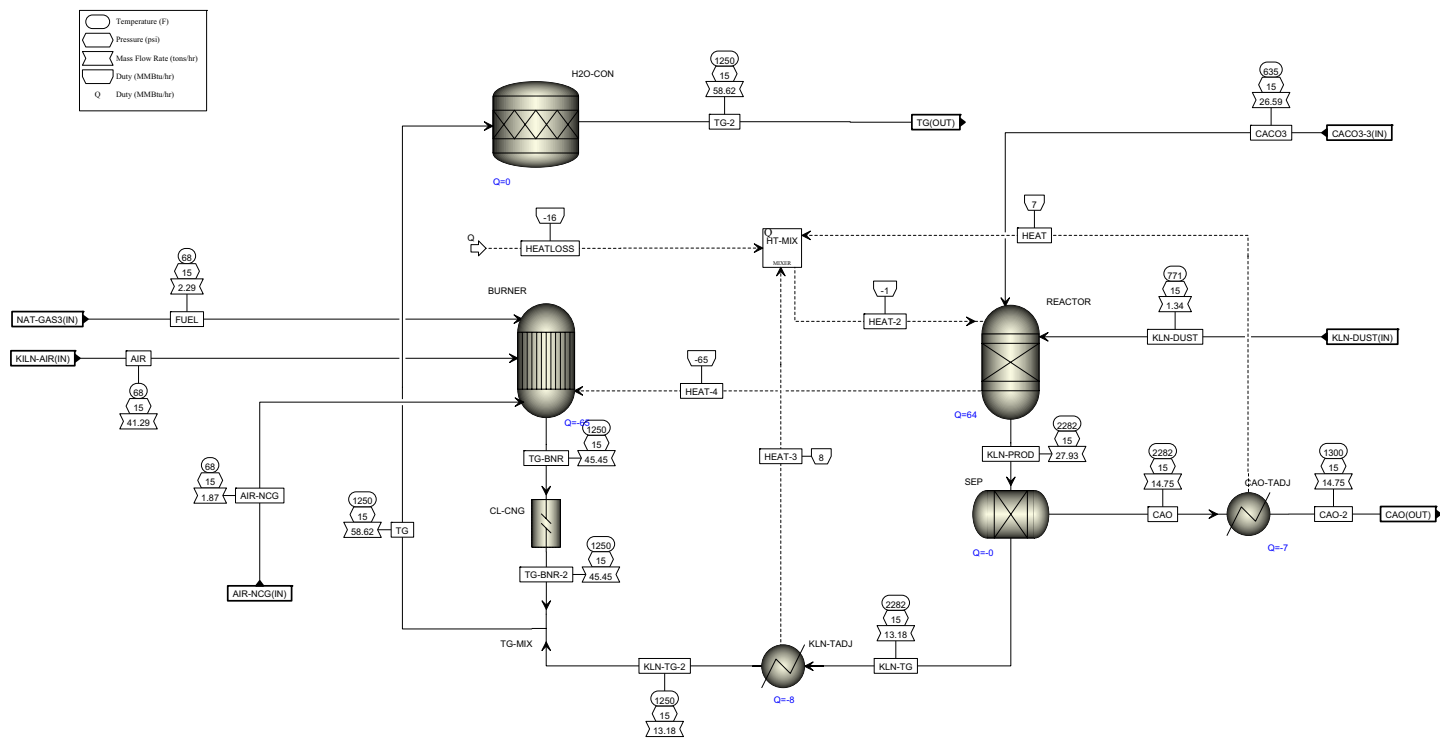 Temperature (F)
Pressure (psi)
Mass Flow Rate (tons/hr)
Duty (MMBtu/hr)
Q Duty (MMBtu/hr)
H2O-CON
Q=0
1250
15
58.62
TG-2
TG(OUT)
635
15
26.59
CACO3
CACO3-3(IN)
-16
Q
HEATLOSS
Q
HT-MIX
MIXER
7
HEAT
68
15
2.29
FUEL
NAT-GAS3(IN)
BURNER
-1
HEAT-2
REACTOR
771
15
1.34
KLN-DUST
KLN-DUST(IN)
KILN-AIR(IN)
AIR
68
15
41.29
-65
HEAT-4
Q=64
Q=-65
1250
15
45.45
TG-BNR
HEAT-3
8
2282
15
27.93
KLN-PROD
68
15
1.87
AIR-NCG
AIR-NCG(IN)
1250
15
58.62
TG
CL-CNG
SEP
Q=-0
2282
15
14.75
CAO
CAO-TADJ
Q=-7
1300
15
14.75
CAO-2
CAO(OUT)
1250
15
45.45
TG-BNR-2
TG-MIX
KLN-TG-2
1250
15
13.18
KLN-TADJ
Q=-8
2282
15
13.18
KLN-TG